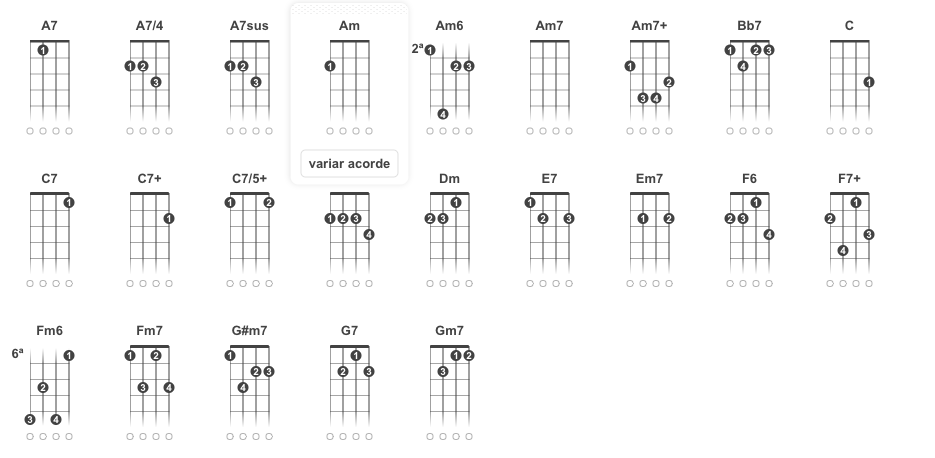 A7 A7/4 A7sus Am Am6 Am7 Am7+ Bb7 C
1 1 2 3 1 2 3 1 2ª 1 2 3 4 1 2 3 4 1 2 3 4 1
variar acorde
C7 C7+ C7/5+ Dm E7 Em7 F6 F7+
1 1 1 2 1 2 3 4 1 2 3 1 2 3 1 2 1 2 3 4 1 2 3 4
Fm6 Fm7 G#m7 G7 Gm7
6ª 1 2 3 4 1 2 3 4 1 2 3 4 1 2 3 1 2 3